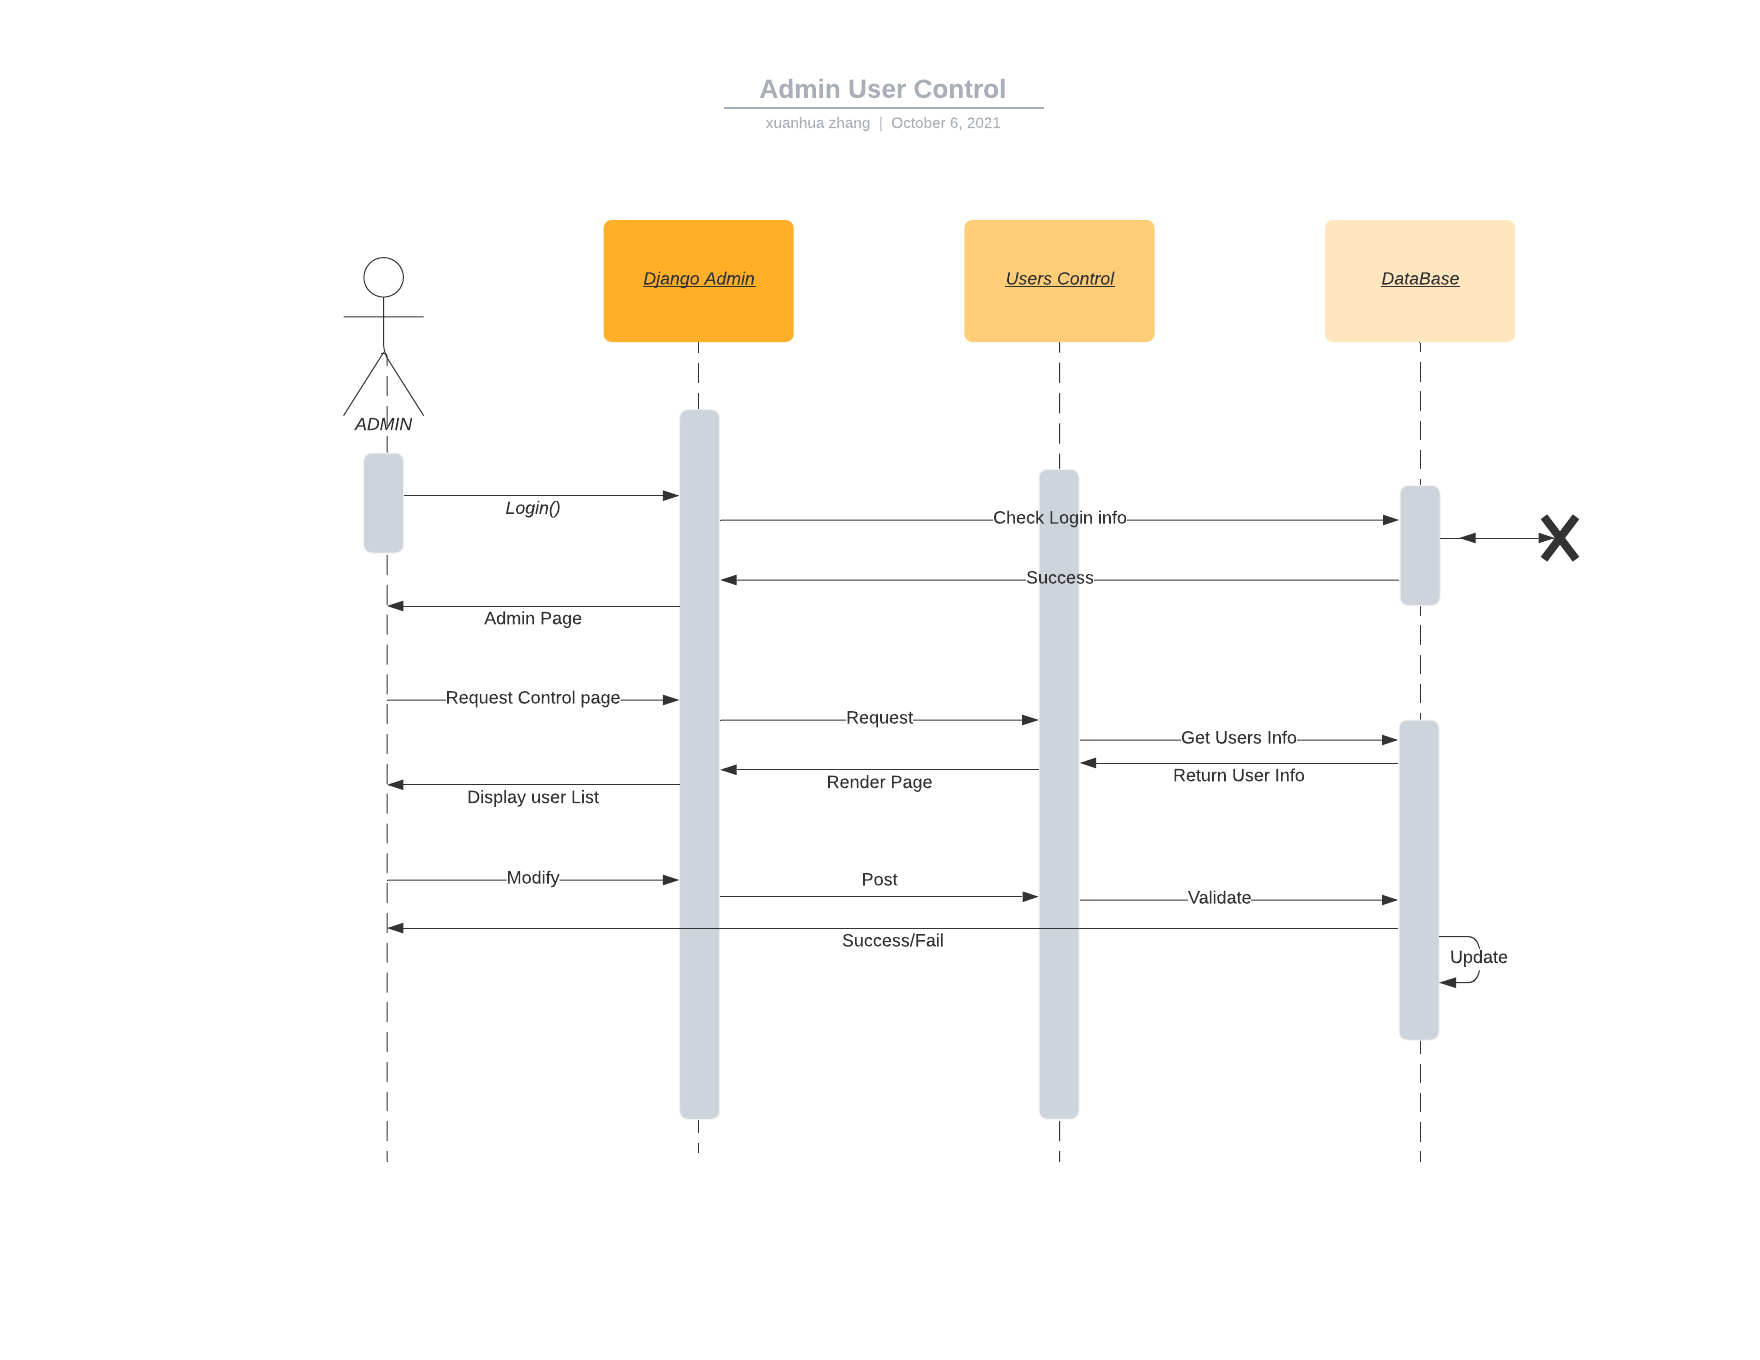 Admin User Control
xuanhua zhang | October 6, 2021
Django Admin
Users Control
DataBase
ADMIN
Login()
Check Login info
Success
Admin Page
Request Control page
Request
Get Users Info
Return User Info
Render Page
Display user List
Modify
Post
Validate
Success/Fail
Update